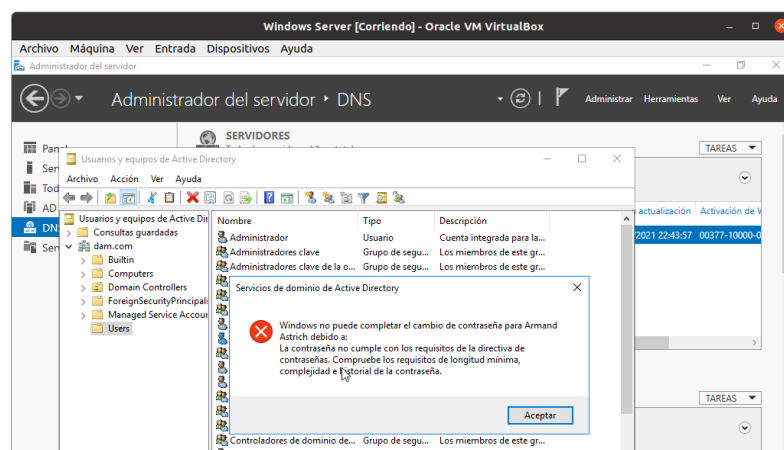 Windows Server [Corriendo] - Oracle VM VirtualBox
Archivo Máquina Ver Entrada Dispositivos Ayuda
Administrador del servidor
Administrador del servidor DNS
Administrar Herramientas Ver Ayuda
SERVIDORES
TAREAS
Usuarios y equipos de Active Directory
Archivo Acción Ver Ayuda
Usuarios y equipos de Active Dir
Consultas guardadas
dam.com
Builtin
Computers
Domain Controllers
ForeignSecurityPrincipals
Managed Service Accour
Users
Nombre Tipo Descripción
Administrador Usuario Cuenta integrada para la...
Administradores clave Grupo de segu... Los miembros de este gr...
Administradores clave de la o... Grupo de segu... Los miembros de este gr...
actualización Activación de W
2021 22:43:57 00377-10000-0
Servicios de dominio de Active Directory
Windows no puede completar el cambio de contraseña para Armand
Astrich debido a:
La contraseña no cumple con los requisitos de la directiva de
contraseñas. Compruebe los requisitos de longitud mínima,
complejidad e historial de la contraseña.
Aceptar
TAREAS
Controladores de dominio de... Grupo de segu... Los miembros de este gr...